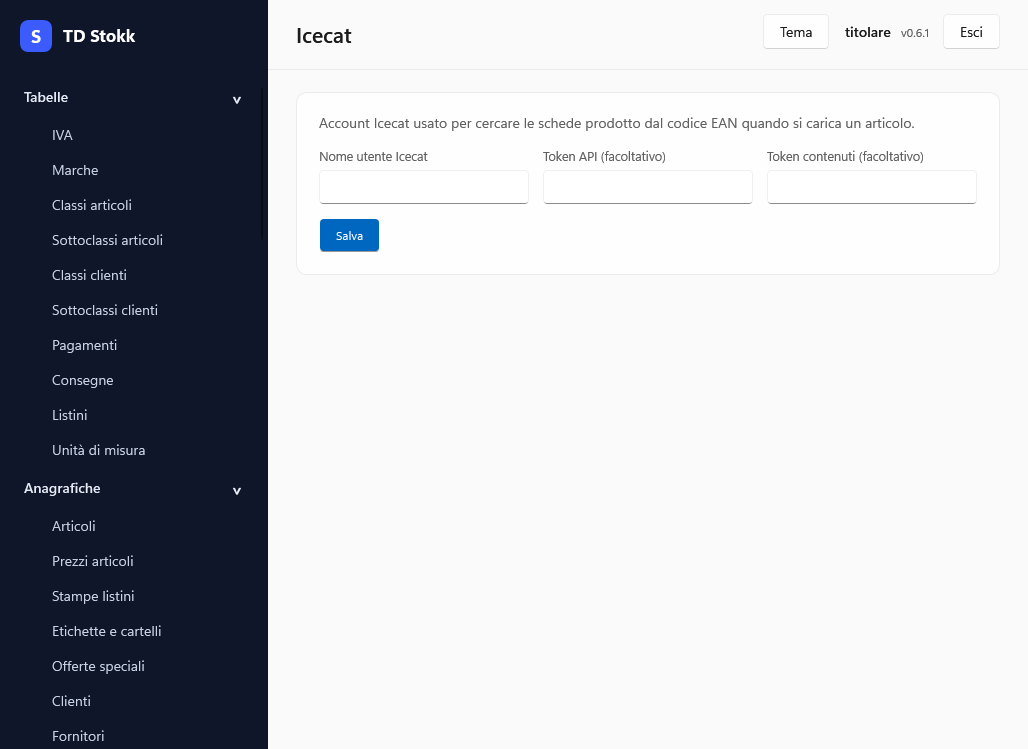 S TD Stokk
Icecat
Tema titolare v0.6.1 Esci
Tabelle
IVA
Marche
Classi articoli
Sottoclassi articoli
Classi clienti
Sottoclassi clienti
Pagamenti
Consegne
Listini
Unità di misura
Anagrafiche
Articoli
Prezzi articoli
Stampe listini
Etichette e cartelli
Offerte speciali
Clienti
Fornitori
Account Icecat usato per cercare le schede prodotto dal codice EAN quando si carica un articolo.
Nome utente Icecat
Token API (facoltativo)
Token contenuti (facoltativo)
Salva